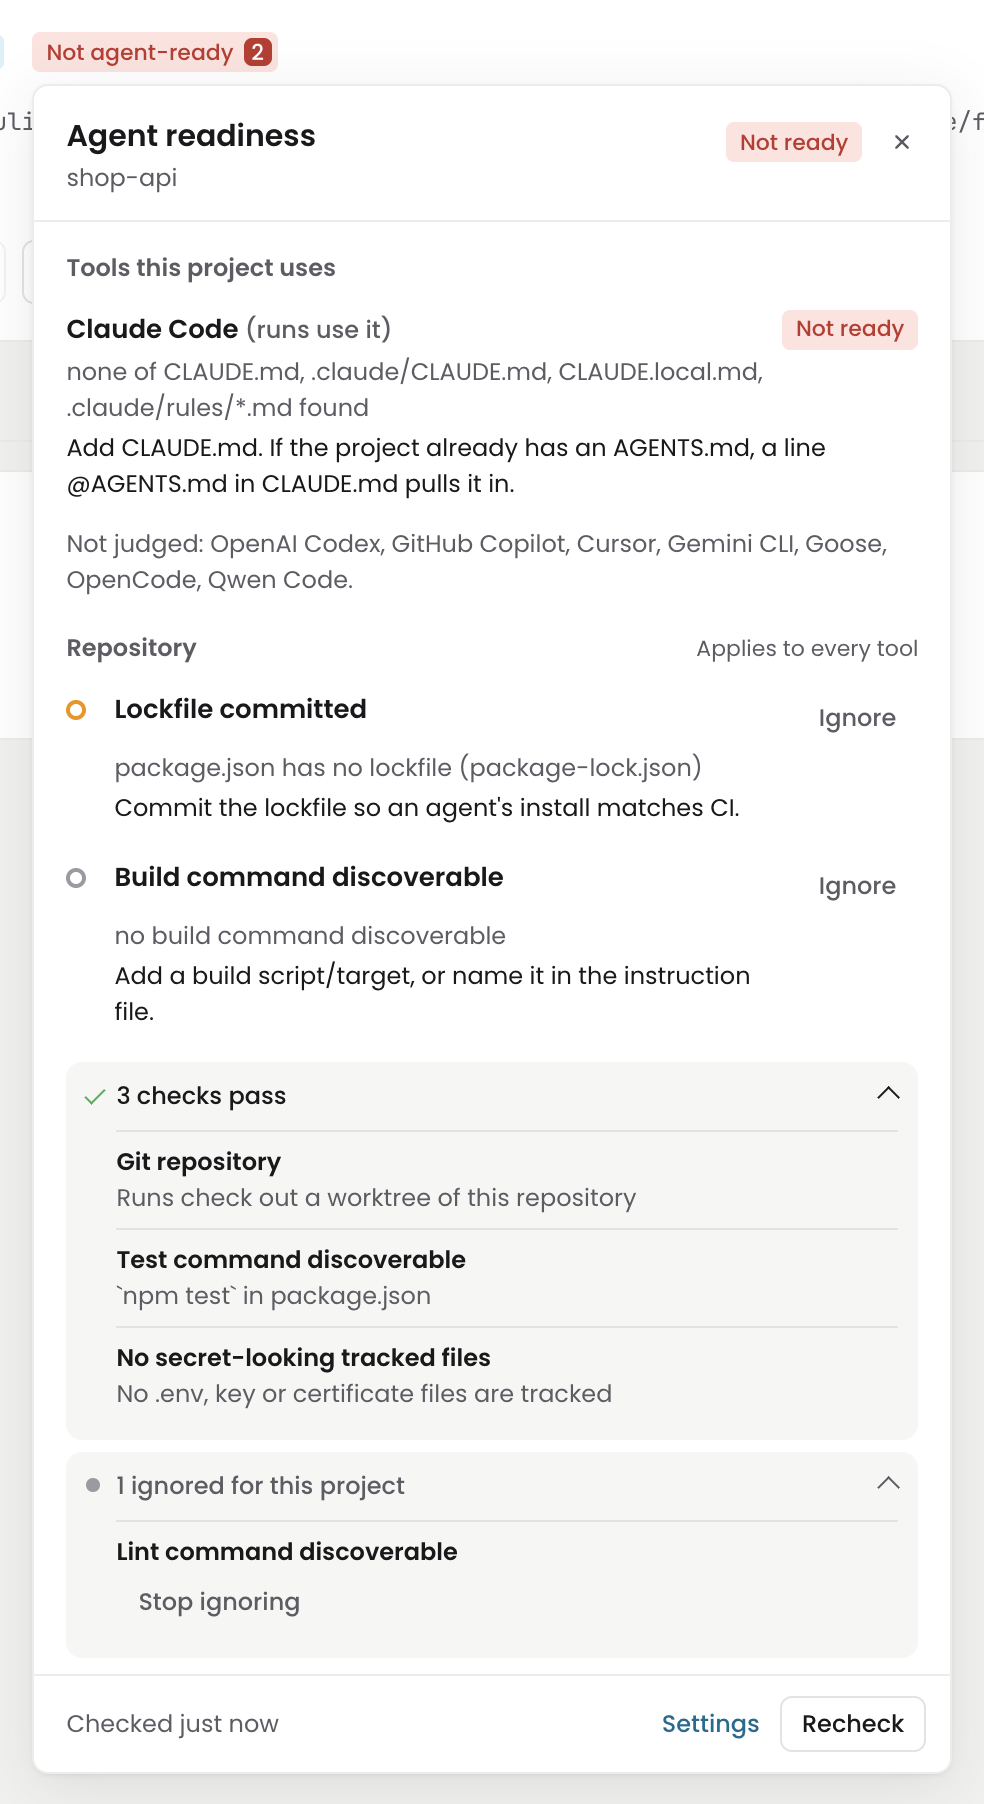 Not agent-ready 2
Agent readiness
Not ready
shop-api
Tools this project uses
Claude Code (runs use it)
Not ready
none of CLAUDE.md, .claude/CLAUDE.md, CLAUDE.local.md,
.claude/rules/*.md found
Add CLAUDE.md. If the project already has an AGENTS.md, a line
@AGENTS.md in CLAUDE.md pulls it in.
Not judged: OpenAI Codex, GitHub Copilot, Cursor, Gemini CLI, Goose,
OpenCode, Qwen Code.
Repository
Applies to every tool
Lockfile committed
Ignore
package.json has no lockfile (package-lock.json)
Commit the lockfile so an agent's install matches CI.
Build command discoverable
Ignore
no build command discoverable
Add a build script/target, or name it in the instruction
file.
3 checks pass
Git repository
Runs check out a worktree of this repository
Test command discoverable
`npm test` in package.json
No secret-looking tracked files
No .env, key or certificate files are tracked
1 ignored for this project
Lint command discoverable
Stop ignoring
Checked just now
Settings
Recheck